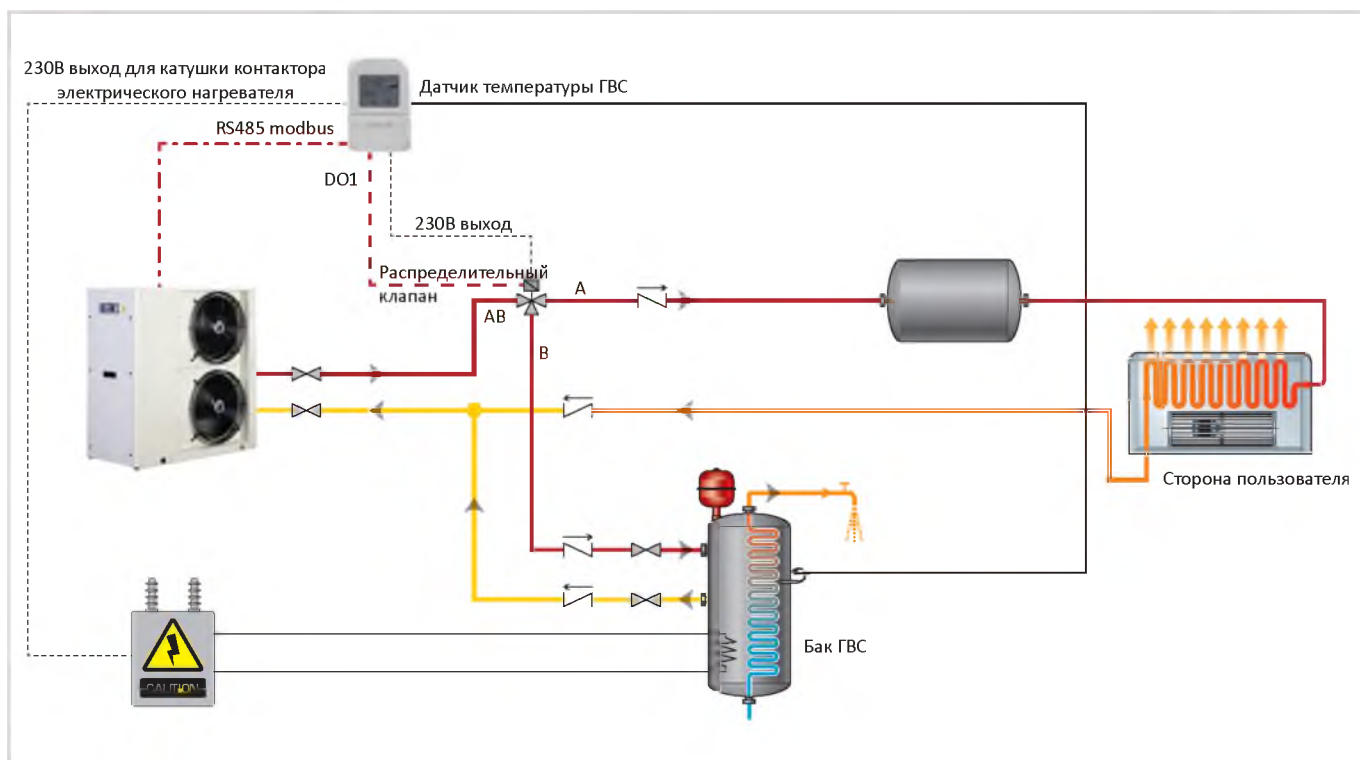 230В выход для катушки контактора
электрического нагревателя
Датчик температуры ГВС
RS485 modbus
DO1
230В выход
Распределительный
клапан
A
AB
B
Сторона пользователя
Бак ГВС
CAUTION